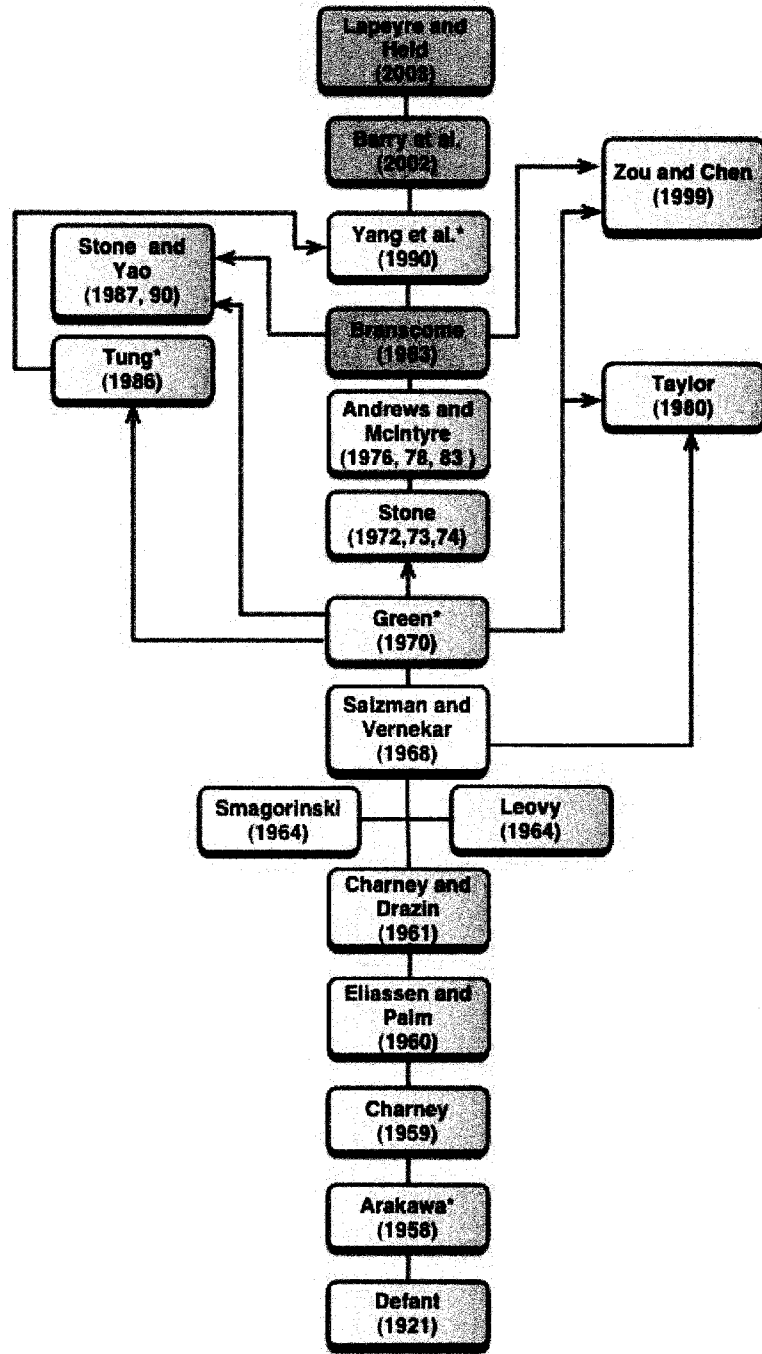 Lapeyre and
Held
(2003)
Barry et al.
(2002)
Zou and Chen
(1999)
Yang et al.*
(1990)
Stone and
Yao
(1987, 90)
Branscome
(1983)
Tung*
(1986)
Taylor
(1980)
Andrews and
McIntyre
(1976, 78, 83 )
Stone
(1972,73,74)
Green*
(1970)
Salzman and
Vernekar
(1968)
Smagorinski
(1964)
Leovy
(1964)
Charney and
Drazin
(1961)
Eliassen and
Palm
(1960)
Charney
(1959)
Arakawa*
(1958)
Defant
(1921)